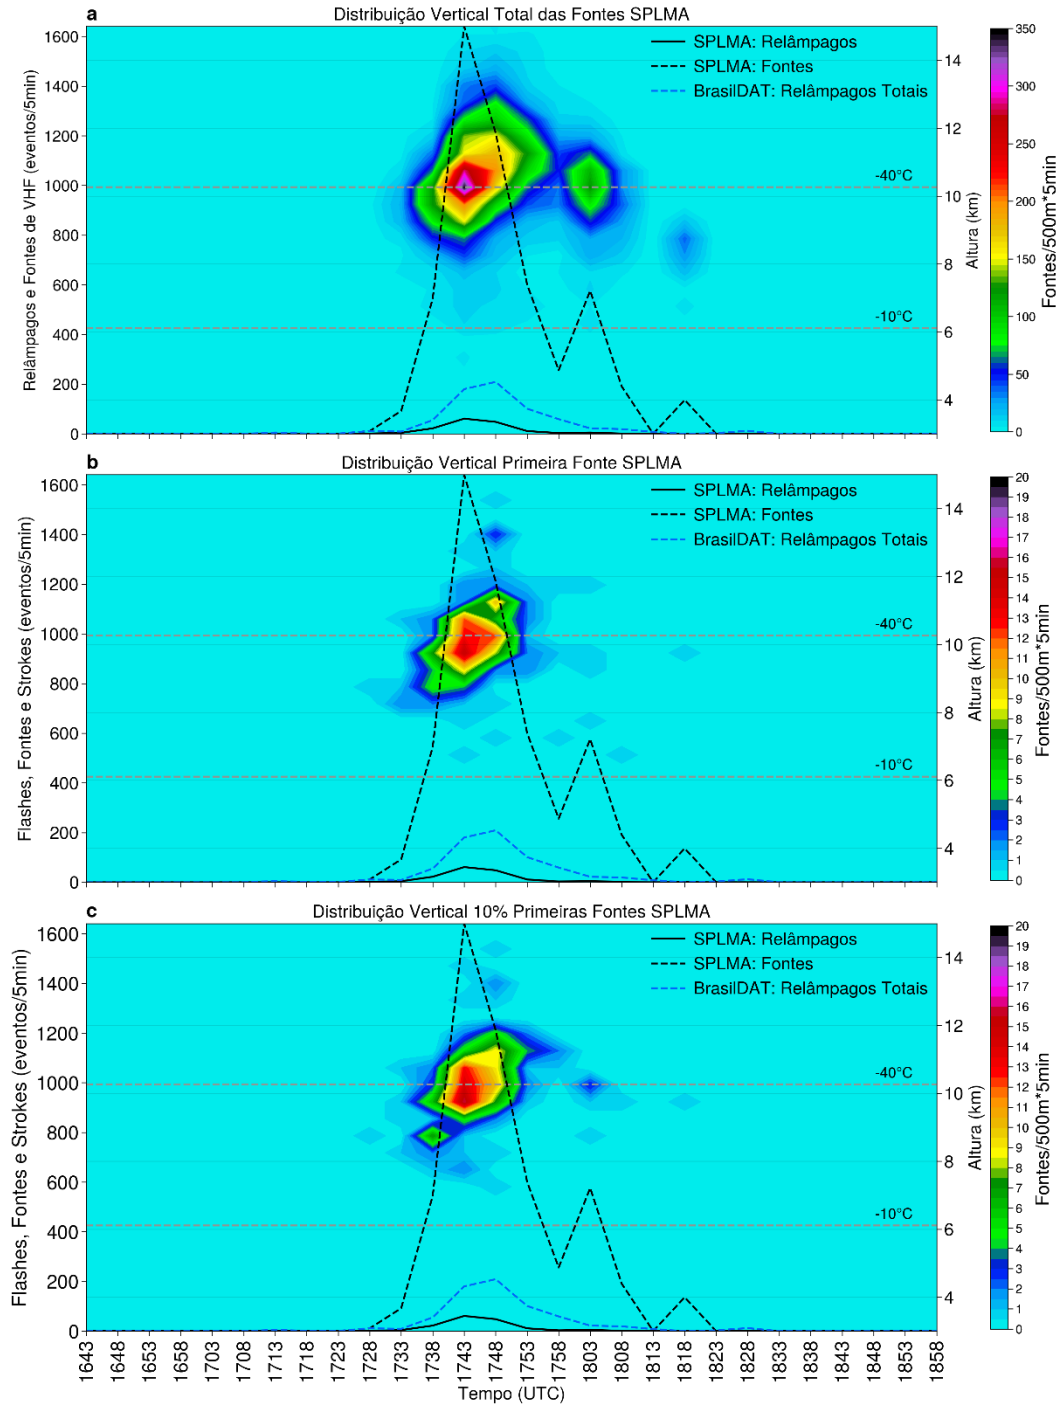 a
Distribuição Vertical Total das Fontes SPLMA
SPLMA: Relâmpagos
SPLMA: Fontes
BrasilDAT: Relâmpagos Totais
Relâmpagos e Fontes de VHF (eventos/5min)
1600
1400
1200
1000
800
600
400
200
0
-40°C
-10°C
14
12
10
8
6
4
Altura (km)
350
300
250
200
150
100
50
0
Fontes/500m*5min
b
Distribuição Vertical Primeira Fonte SPLMA
SPLMA: Relâmpagos
SPLMA: Fontes
BrasilDAT: Relâmpagos Totais
Flashes, Fontes e Strokes (eventos/5min)
1600
1400
1200
1000
800
600
400
200
0
-40°C
-10°C
14
12
10
8
6
4
Altura (km)
20
19
18
17
16
15
14
13
12
11
10
9
8
7
6
5
4
3
2
1
0
Fontes/500m*5min
c
Distribuição Vertical 10% Primeiras Fontes SPLMA
SPLMA: Relâmpagos
SPLMA: Fontes
BrasilDAT: Relâmpagos Totais
Flashes, Fontes e Strokes (eventos/5min)
1600
1400
1200
1000
800
600
400
200
0
-40°C
-10°C
14
12
10
8
6
4
Altura (km)
20
19
18
17
16
15
14
13
12
11
10
9
8
7
6
5
4
3
2
1
0
Fontes/500m*5min
1643 1648 1653 1658 1703 1708 1713 1718 1723 1728 1733 1738 1743 1748 1753 1758 1803 1808 1813 1818 1823 1828 1833 1838 1843 1848 1853 1858
Tempo (UTC)